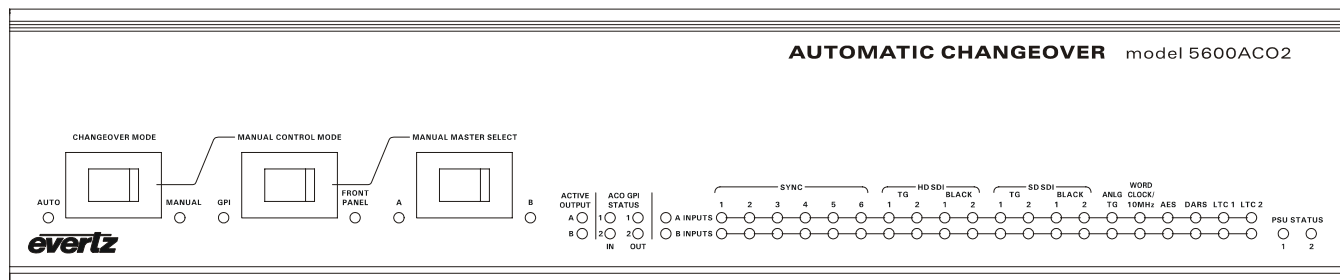 AUTOMATIC CHANGEOVER model 5600ACO2
CHANGEOVER MODE
MANUAL CONTROL MODE
MANUAL MASTER SELECT
AUTO
MANUAL
GPI
FRONT
PANEL
A
B
evertz
ACTIVE
OUTPUT
A
B
ACO GPI
STATUS
1 1
2 2
IN OUT
SYNC
1 2 3 4 5 6
HD SDI
TG BLACK
1 2 1 2
SD SDI
TG BLACK
1 2 1 2
ANLG
TG
WORD
CLOCK/
10MHz
AES
DARS
LTC 1
LTC 2
A INPUTS
B INPUTS
PSU STATUS
1 2